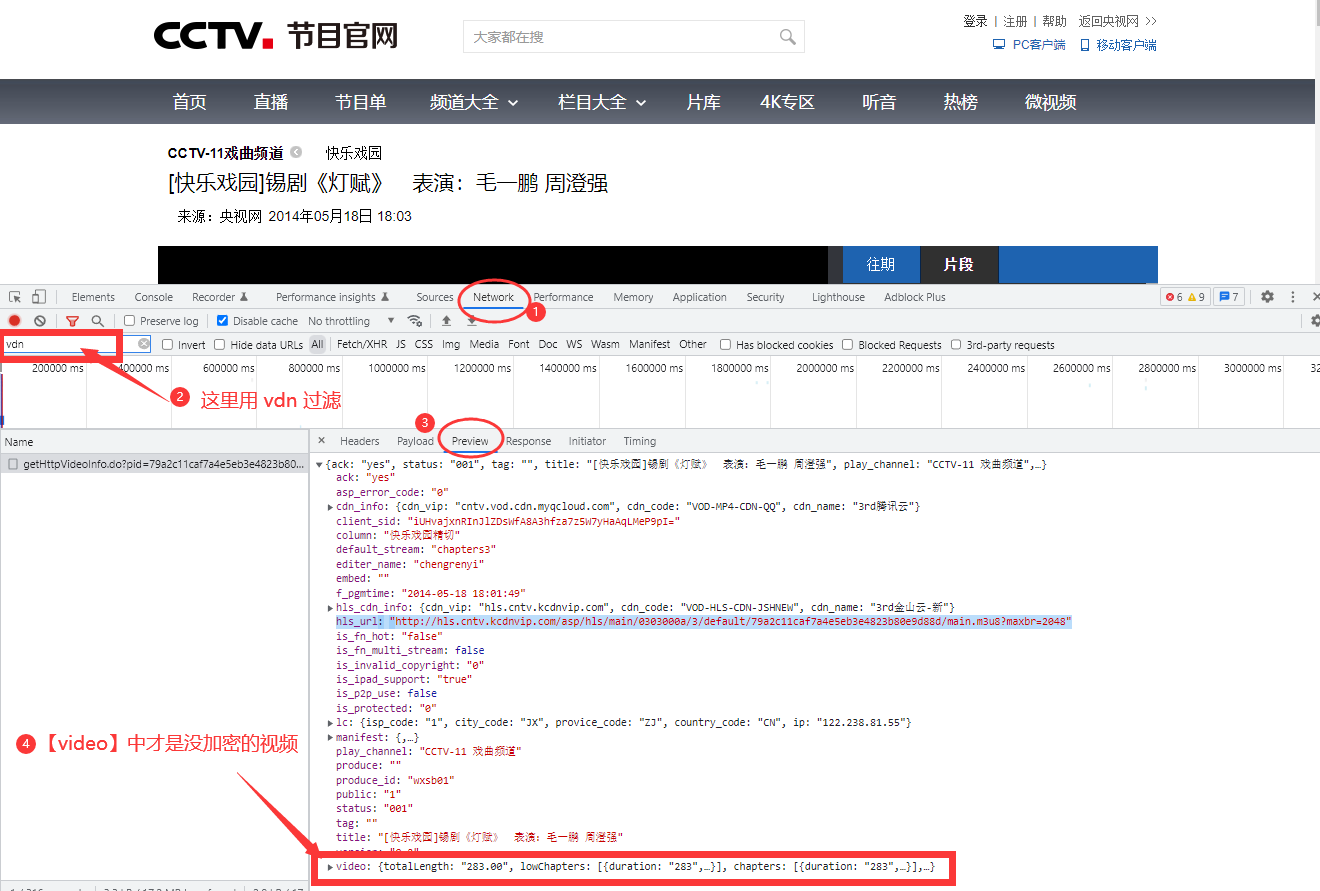 CCTV. 节目官网
大家都在搜
登录 | 注册 | 帮助 返回央视网 >>
PC客户端 移动客户端
首页 直播 节目单 频道大全 栏目大全 片库 4K专区 听音 热榜 微视频
CCTV-11戏曲频道 快乐戏园
[快乐戏园]锡剧《灯赋》 表演：毛一鹏 周澄强
来源：央视网 2014年05月18日 18:03
往期 片段
Elements Console Recorder Performance insights Sources Network Performance Memory Application Security Lighthouse Adblock Plus 6 9 7
1
Preserve log Disable cache No throttling
vdn Invert Hide data URLs All Fetch/XHR JS CSS Img Media Font Doc WS Wasm Manifest Other Has blocked cookies Blocked Requests 3rd-party requests
200000 ms 400000 ms 600000 ms 800000 ms 1000000 ms 1200000 ms 1400000 ms 1600000 ms 1800000 ms 2000000 ms 2200000 ms 2400000 ms 2600000 ms 2800000 ms 3000000 ms 32
2 这里用 vdn 过滤
3
Name × Headers Payload Preview Response Initiator Timing
getHttpVideoInfo.do?pid=79a2c11caf7a4e5eb3e4823b80...
{ack: "yes", status: "001", tag: "", title: "[快乐戏园]锡剧《灯赋》 表演：毛一鹏 周澄强", play_channel: "CCTV-11 戏曲频道",…}
ack: "yes"
asp_error_code: "0"
cdn_info: {cdn_vip: "cntv.vod.cdn.myqcloud.com", cdn_code: "VOD-MP4-CDN-QQ", cdn_name: "3rd腾讯云"}
client_sid: "iUHvajxnRInJlZDsWfA8A3hfza7z5W7yHaAqLMeP9pI="
column: "快乐戏园精切"
default_stream: "chapters3"
editer_name: "chengrenyi"
embed: ""
f_pgmtime: "2014-05-18 18:01:49"
hls_cdn_info: {cdn_vip: "hls.cntv.kcdnvip.com", cdn_code: "VOD-HLS-CDN-JSHNEW", cdn_name: "3rd金山云-新"}
hls_url: "http://hls.cntv.kcdnvip.com/asp/hls/main/0303000a/3/default/79a2c11caf7a4e5eb3e4823b80e9d88d/main.m3u8?maxbr=2048"
is_fn_hot: "false"
is_fn_multi_stream: false
is_invalid_copyright: "0"
is_ipad_support: "true"
is_p2p_use: false
is_protected: "0"
lc: {isp_code: "1", city_code: "JX", provice_code: "ZJ", country_code: "CN", ip: "122.238.81.55"}
manifest: {,…}
4 【video】中才是没加密的视频
play_channel: "CCTV-11 戏曲频道"
produce: ""
produce_id: "wxsb01"
public: "1"
status: "001"
tag: ""
title: "[快乐戏园]锡剧《灯赋》 表演：毛一鹏 周澄强"
video: {totalLength: "283.00", lowChapters: [{duration: "283",…}], chapters: [{duration: "283",…}],…}